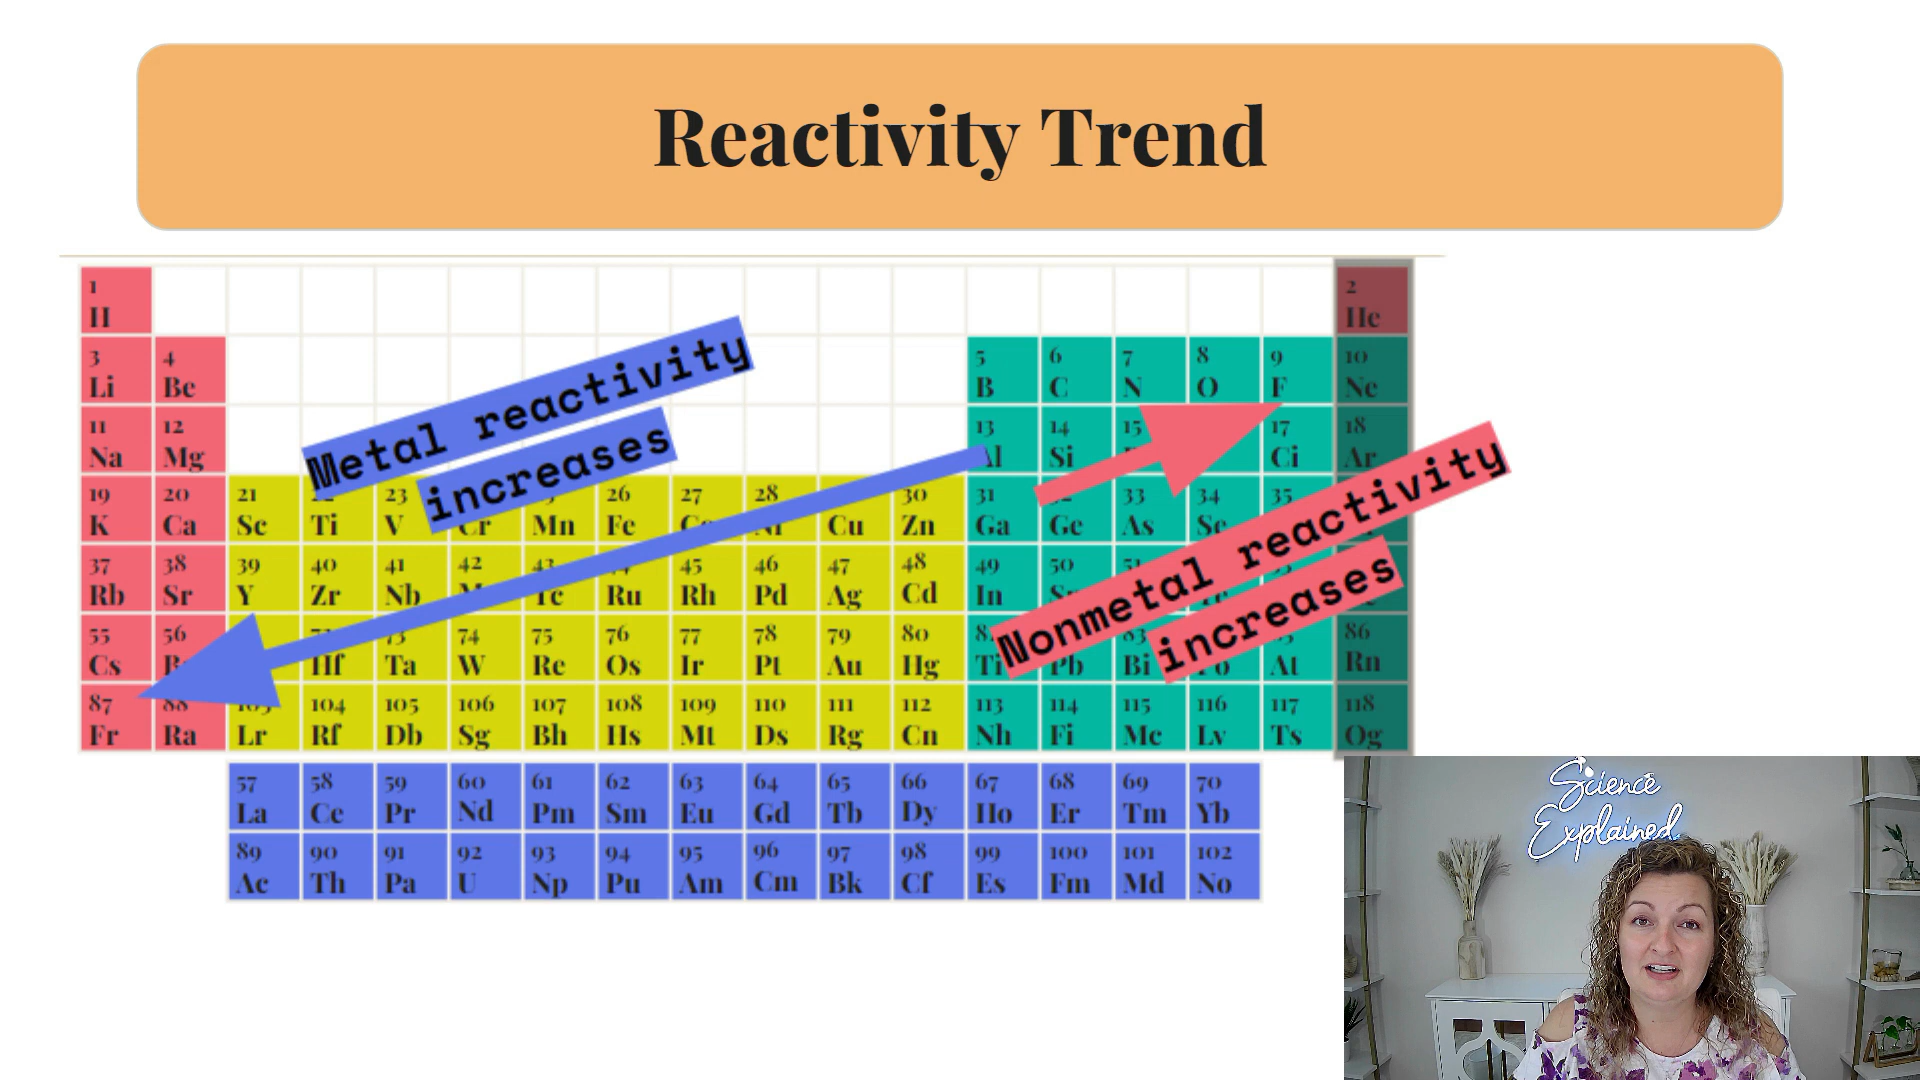 Reactivity Trend
1 2
H He
3 4 5 6 7 8 9 10
Li Be B C N O F Ne
Metal reactivity
increases
11 12 13 14 15 17 18
Na Mg Al Si Ci Ar
19 20 21 23 26 27 28 30 31 33 34 35
K Ca Sc Ti V Cr Mn Fe Cu Zn Ga Ge As Se
37 38 39 40 41 42 43 45 46 47 48 49 50
Rb Sr Y Zr Nb Tc Ru Rh Pd Ag Cd In
Nonmetal reactivity
increases
55 56 74 75 76 77 78 79 80 86
Cs Hf Ta W Re Os Ir Pt Au Hg Pb Bi At Rn
87 88 104 105 106 107 108 109 110 111 112 113 114 115 116 117 118
Fr Ra Lr Rf Db Sg Bh Hs Mt Ds Rg Cn Nh Fi Mc Lv Ts Og
57 58 59 60 61 62 63 64 65 66 67 68 69 70
La Ce Pr Nd Pm Sm Eu Gd Tb Dy Ho Er Tm Yb
89 90 91 92 93 94 95 96 97 98 99 100 101 102
Ac Th Pa U Np Pu Am Cm Bk Cf Es Fm Md No
Science
Explained